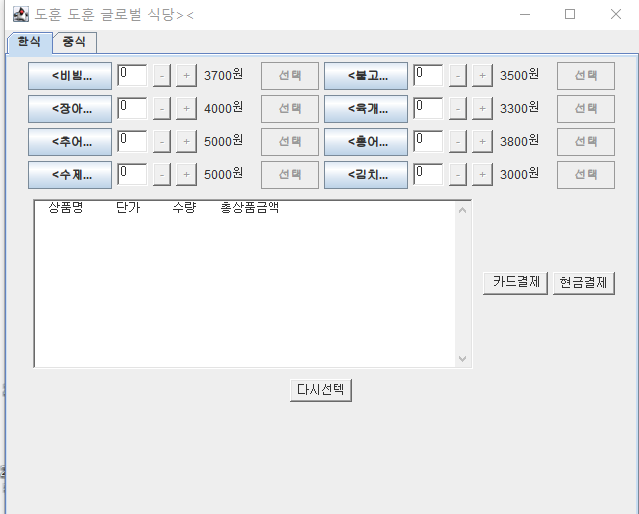 도훈 도훈 글로벌 식당><
한식 중식
<비빔... 0 - + 3700원 선택 <불고... 0 - + 3500원 선택
<장아... 0 - + 4000원 선택 <육개... 0 - + 3300원 선택
<추어... 0 - + 5000원 선택 <홍어... 0 - + 3800원 선택
<수제... 0 - + 5000원 선택 <김치... 0 - + 3000원 선택
상품명 단가 수량 총상품금액
카드결제 현금결제
다시선텍